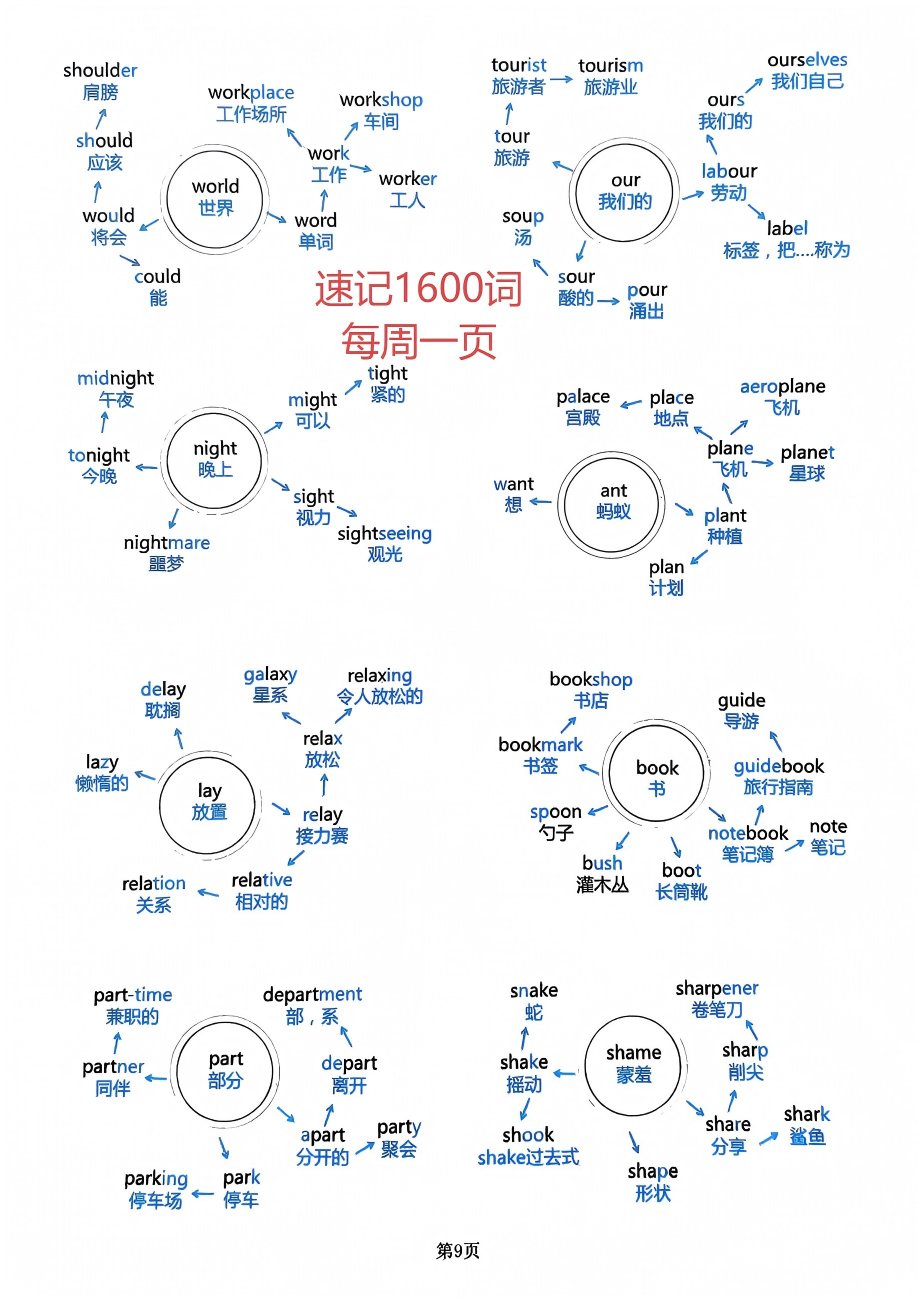 shoulder
肩膀
should
应该
would
将会
could
能
world
世界
word
单词
work
工作
workplace
工作场所
workshop
车间
worker
工人
tourist
旅游者
tourism
旅游业
tour
旅游
our
我们的
ours
我们的
ourselves
我们自己
labour
劳动
label
标签，把....称为
soup
汤
sour
酸的
pour
涌出
速记1600词
每周一页
midnight
午夜
tonight
今晚
nightmare
噩梦
night
晚上
might
可以
tight
紧的
sight
视力
sightseeing
观光
palace
宫殿
place
地点
aeroplane
飞机
plane
飞机
planet
星球
want
想
ant
蚂蚁
plant
种植
plan
计划
delay
耽搁
lazy
懒惰的
lay
放置
galaxy
星系
relaxing
令人放松的
relax
放松
relay
接力赛
relative
相对的
relation
关系
bookshop
书店
bookmark
书签
spoon
勺子
bush
灌木丛
boot
长筒靴
book
书
guide
导游
guidebook
旅行指南
notebook
笔记簿
note
笔记
part-time
兼职的
partner
同伴
part
部分
department
部，系
depart
离开
apart
分开的
party
聚会
parking
停车场
park
停车
snake
蛇
shake
摇动
shook
shake过去式
shame
蒙羞
sharpener
卷笔刀
sharp
削尖
share
分享
shark
鲨鱼
shape
形状
第9页